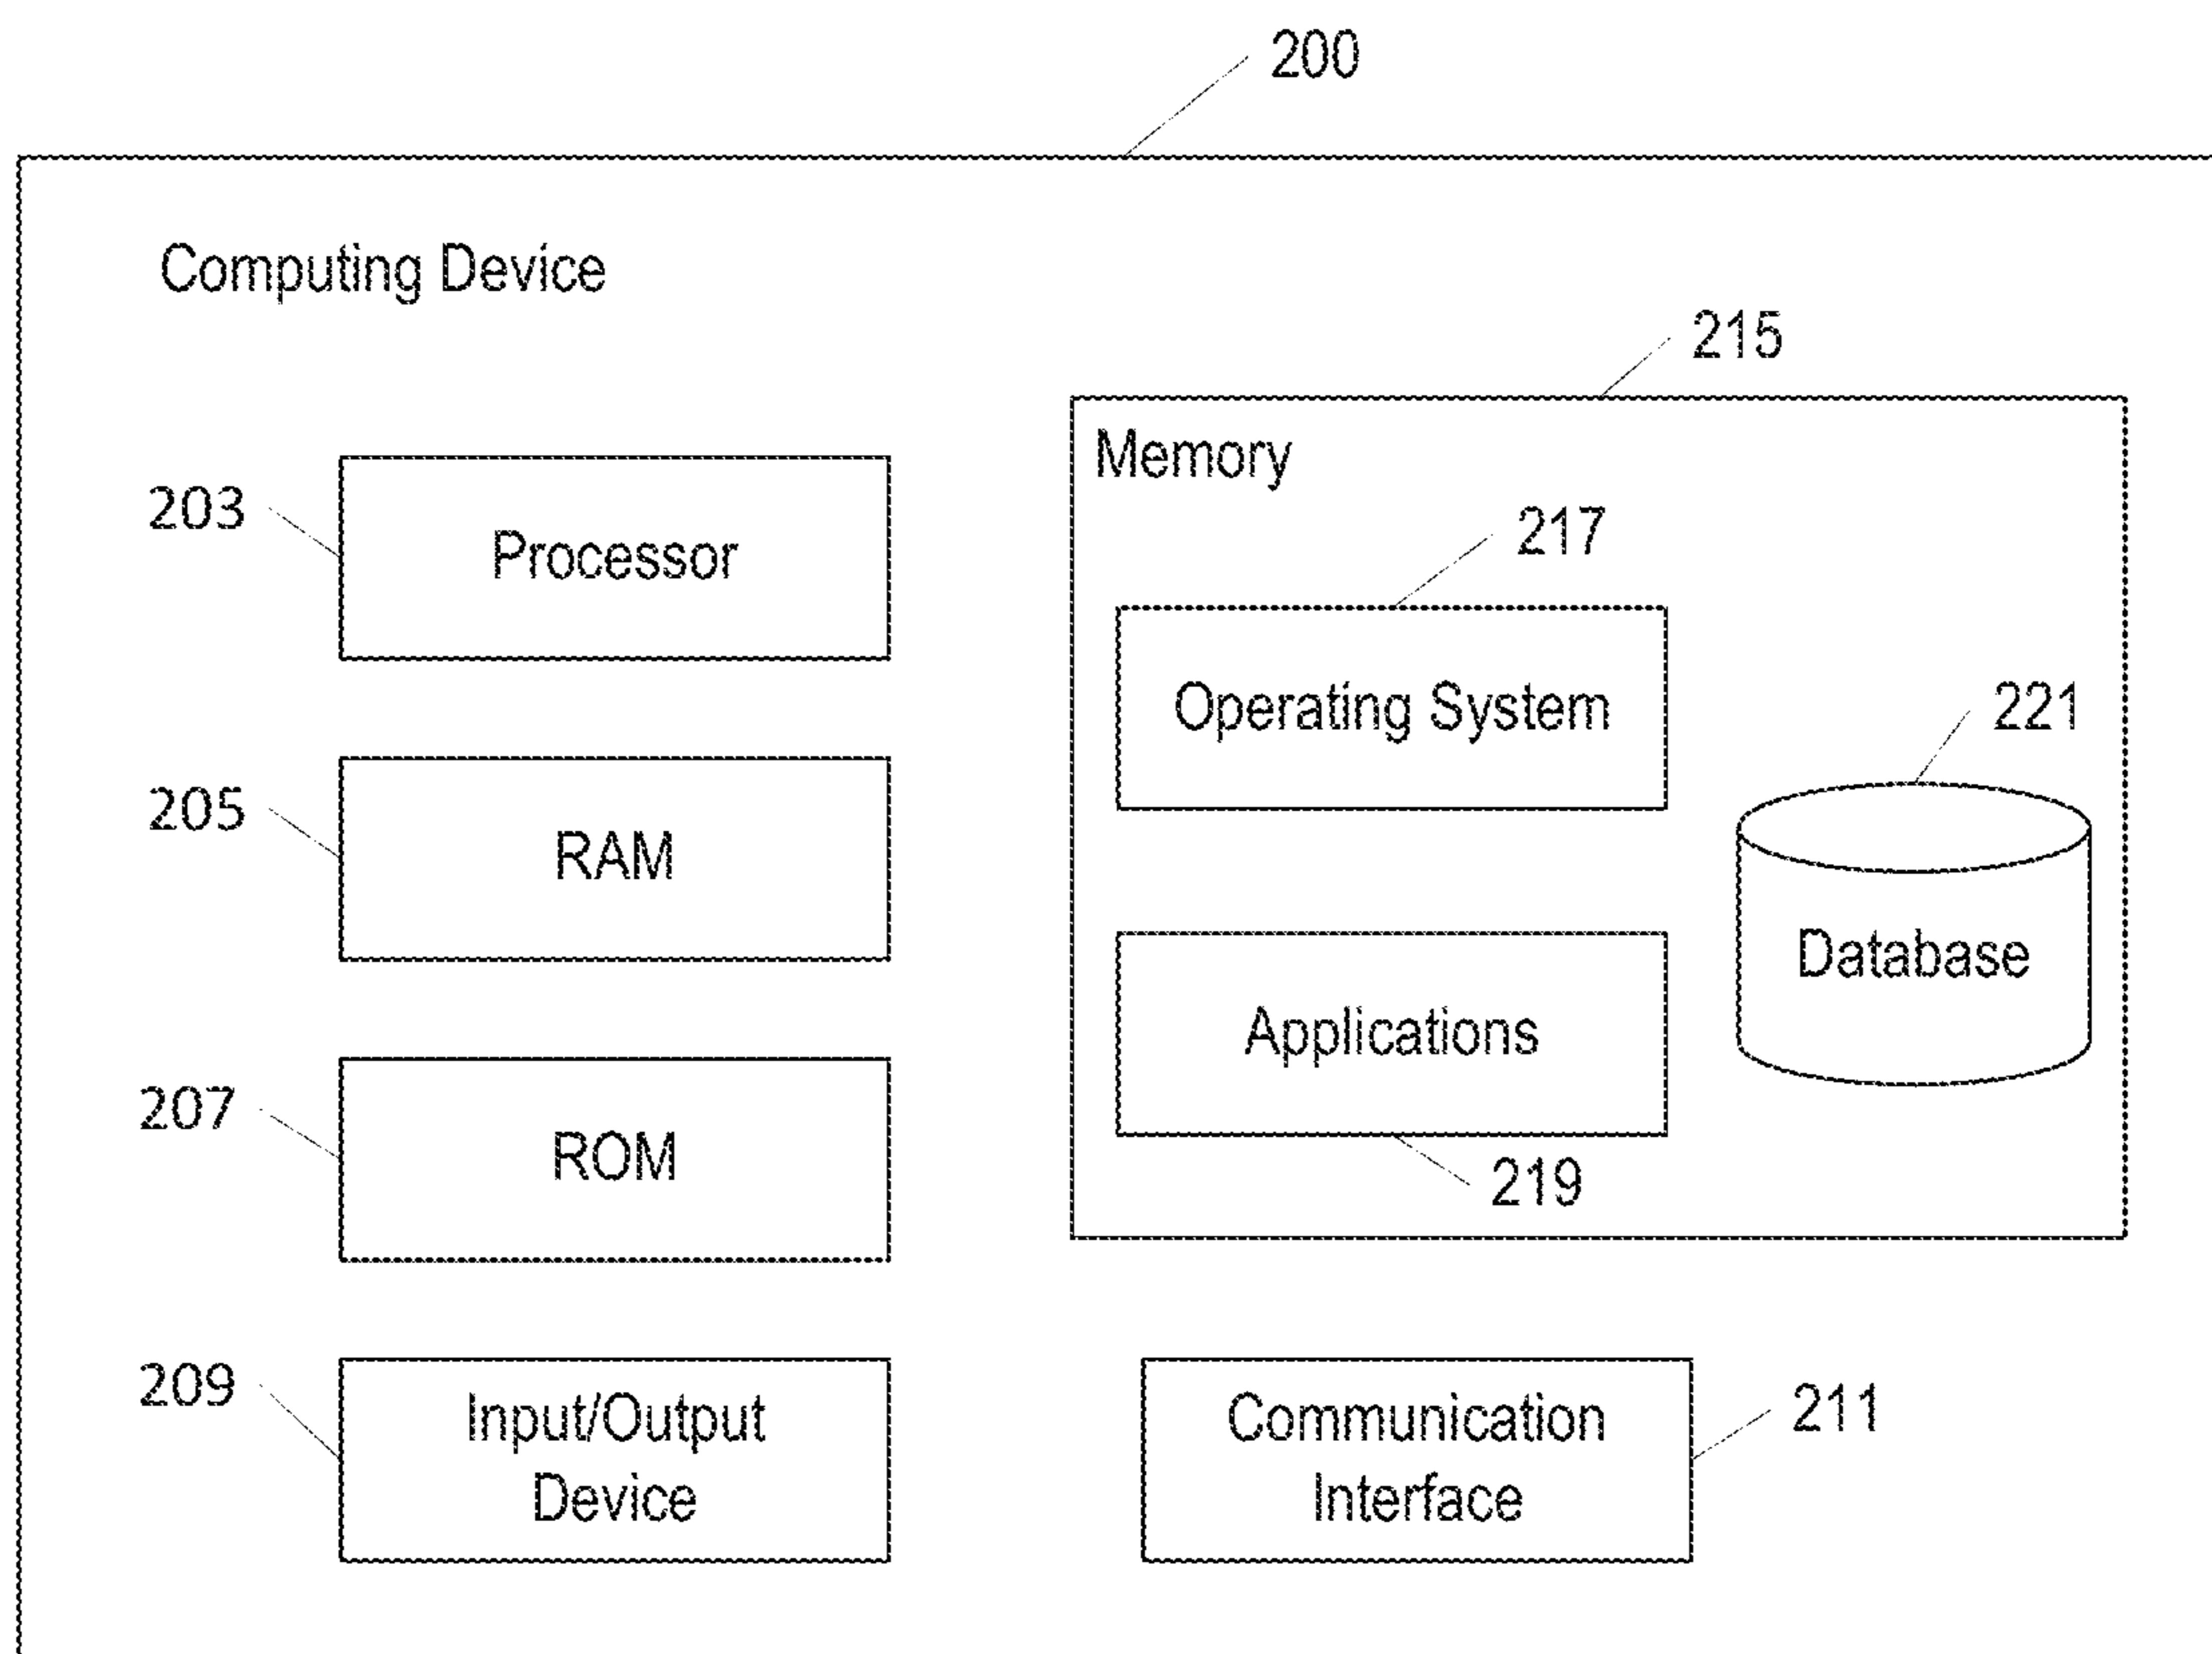 200
Computing Device
215
Memory
203
Processor
217
Operating System
221
205
RAM
Database
Applications
207
ROM
219
209
Input/Output
Device
Communication
Interface
211